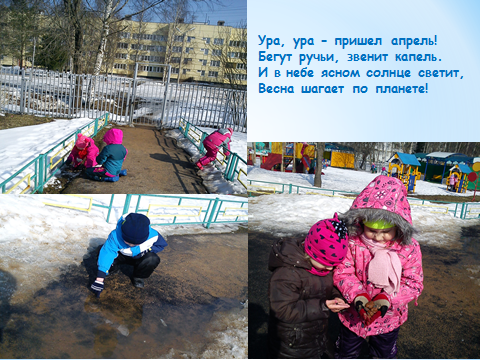 Ура, ура - пришел апрель!
Бегут ручьи, звенит капель.
И в небе ясном солнце светит,
Весна шагает по планете!